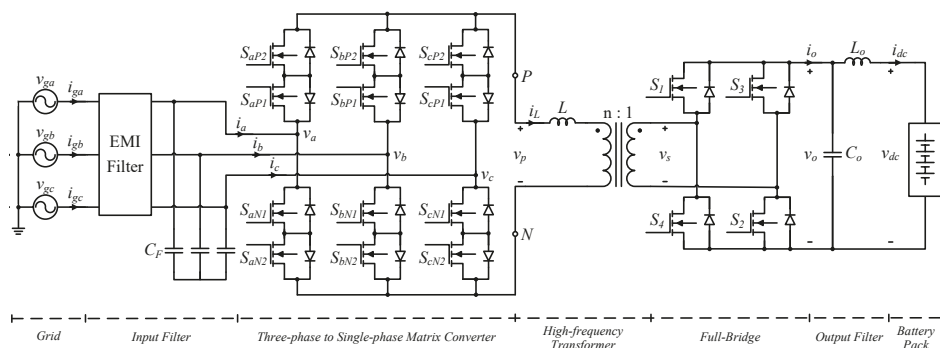 S_aP2 S_bP2 S_cP2
S_aP1 S_bP1 S_cP1
v_ga i_ga
v_gb i_gb
v_gc i_gc
EMI
Filter
i_a v_a
i_b v_b
i_c v_c
C_F
S_aN1 S_bN1 S_cN1
S_aN2 S_bN2 S_cN2
P
N
i_L L n : 1
+ +
v_p v_s
- -
S_1 S_3
S_4 S_2
i_o L_o i_dc
+ +
v_o C_o v_dc
- -
Grid Input Filter Three-phase to Single-phase Matrix Converter High-frequency Full-Bridge Output Filter Battery
Transformer Pack